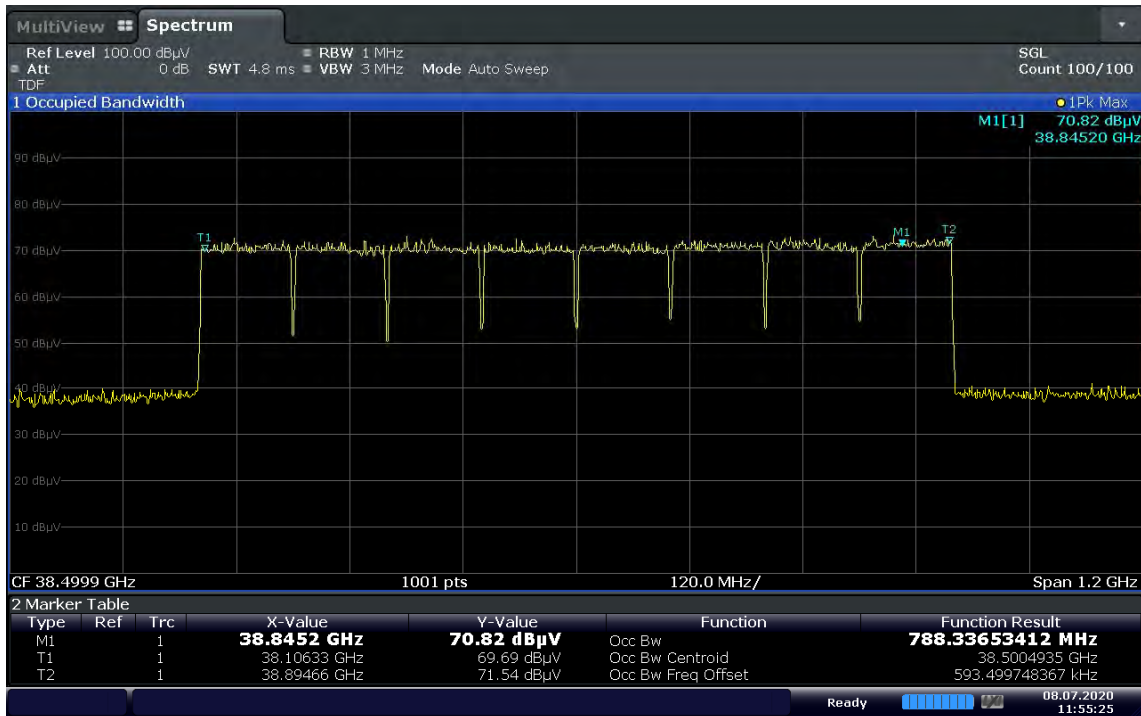 MultiView Spectrum
Ref Level 100.00 dBµV RBW 1 MHz SGL
Att 0 dB SWT 4.8 ms VBW 3 MHz Mode Auto Sweep Count 100/100
TDF
1 Occupied Bandwidth 1Pk Max
M1[1] 70.82 dBµV
38.84520 GHz
90 dBµV
80 dBµV
T1 M1 T2
70 dBµV
60 dBµV
50 dBµV
40 dBµV
30 dBµV
20 dBµV
10 dBµV
CF 38.4999 GHz 1001 pts 120.0 MHz/ Span 1.2 GHz
2 Marker Table
Type Ref Trc X-Value Y-Value Function Function Result
M1 1 38.8452 GHz 70.82 dBµV Occ Bw 788.33653412 MHz
T1 1 38.10633 GHz 69.69 dBµV Occ Bw Centroid 38.5004935 GHz
T2 1 38.89466 GHz 71.54 dBµV Occ Bw Freq Offset 593.499748367 kHz
Ready 08.07.2020
11:55:25